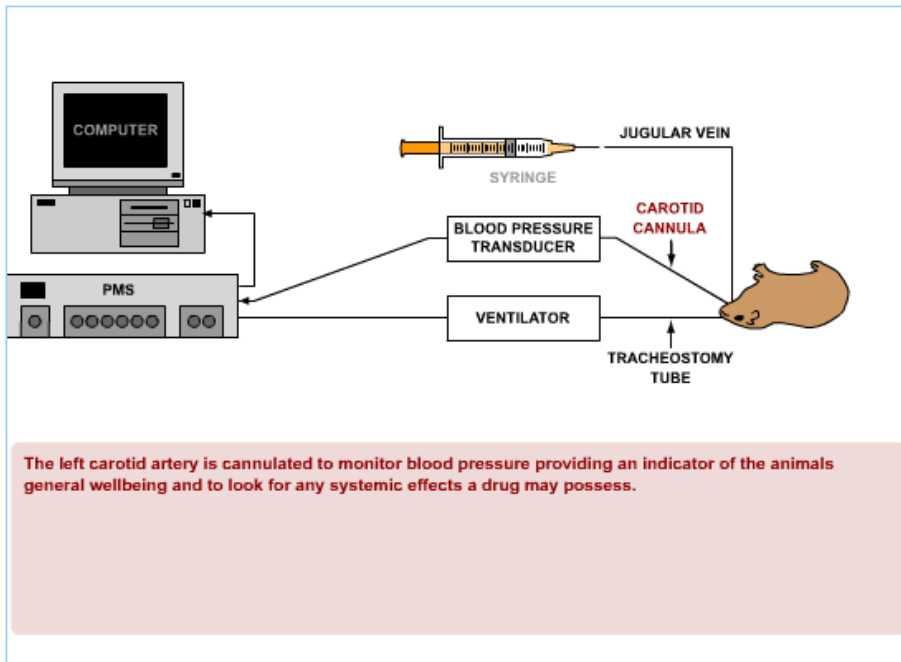 COMPUTER
JUGULAR VEIN
SYRINGE
CAROTID
CANNULA
BLOOD PRESSURE
TRANSDUCER
PMS
VENTILATOR
TRACHEOSTOMY
TUBE
The left carotid artery is cannulated to monitor blood pressure providing an indicator of the animals
general wellbeing and to look for any systemic effects a drug may possess.